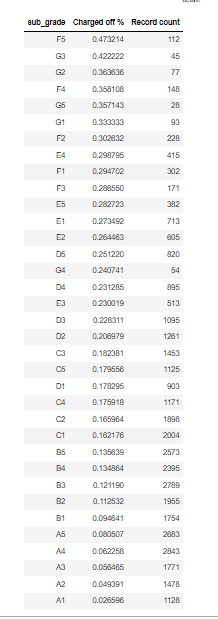 sub_grade Charged off % Record count
F5 0.473214 112
G3 0.422222 45
G2 0.363636 77
F4 0.358108 148
G5 0.357143 28
G1 0.333333 93
F2 0.302632 228
E4 0.298795 415
F1 0.294702 302
F3 0.286550 171
E5 0.282723 382
E1 0.273492 713
E2 0.264463 605
D5 0.251220 820
G4 0.240741 54
D4 0.231285 895
E3 0.230019 513
D3 0.228311 1095
D2 0.206979 1261
C3 0.182381 1453
C5 0.179556 1125
D1 0.178295 903
C4 0.175918 1171
C2 0.165964 1898
C1 0.162176 2004
B5 0.135639 2573
B4 0.134864 2395
B3 0.121190 2789
B2 0.112532 1955
B1 0.094641 1754
A5 0.080507 2683
A4 0.062258 2843
A3 0.056465 1771
A2 0.049391 1478
A1 0.026596 1128